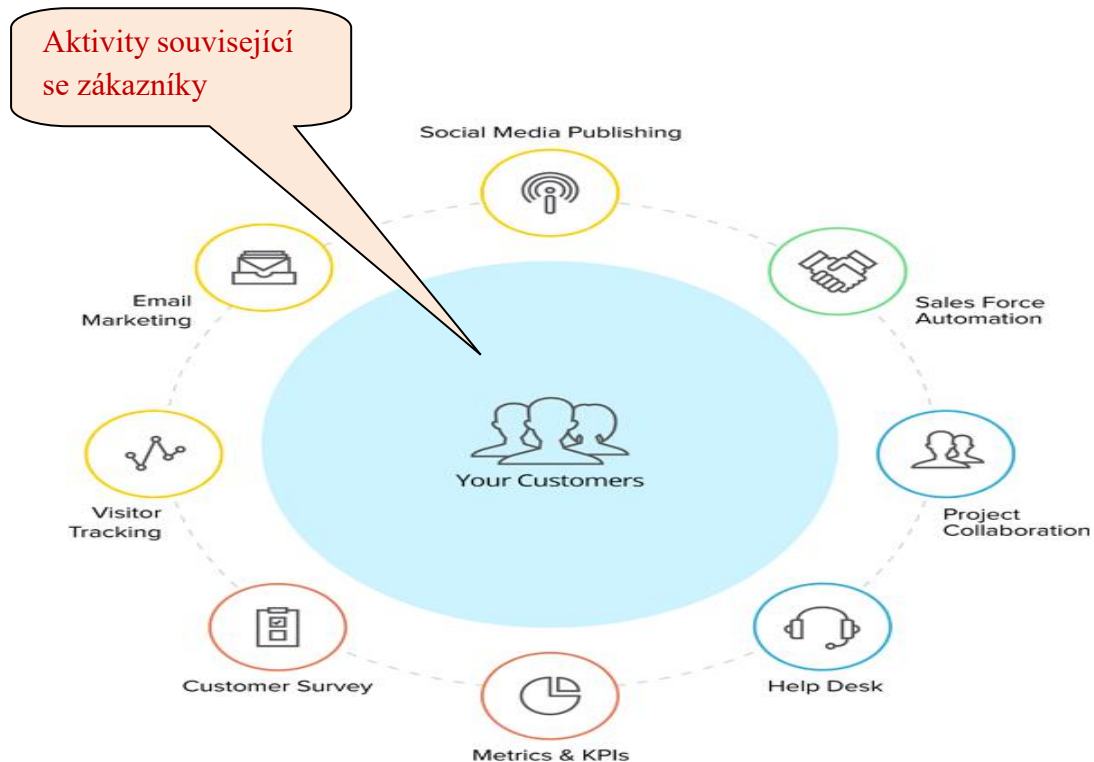 Aktivity související
se zákazníky
Social Media Publishing
Email
Marketing
Sales Force
Automation
Visitor
Tracking
Your Customers
Project
Collaboration
Customer Survey
Help Desk
Metrics & KPIs